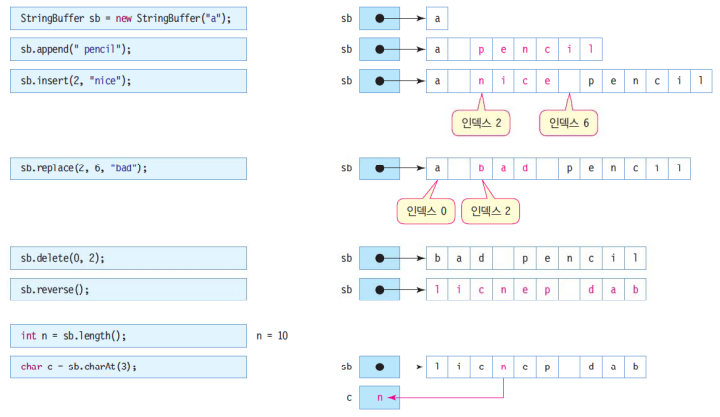 StringBuffer sb = new StringBuffer("a"); sb a
sb.append(" pencil"); sb a p e n c i l
sb.insert(2, "nice"); sb a n i c e p e n c i l
인덱스 2 인덱스 6
sb.replace(2, 6, "bad"); sb a b a d p e n c i l
인덱스 0 인덱스 2
sb.delete(0, 2); sb b a d p e n c i l
sb.reverse(); sb l i c n e p d a b
int n = sb.length(); n = 10
char c = sb.charAt(3); sb l i c n e p d a b
c n